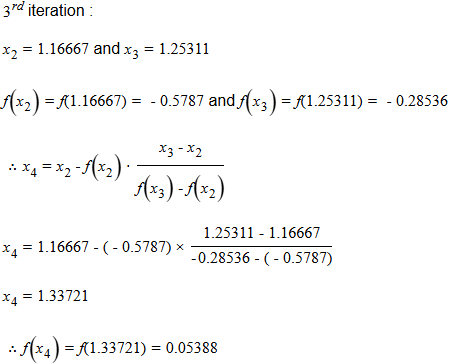 3rd iteration :
x2 = 1.16667 and x3 = 1.25311
f(x2) = f(1.16667) = - 0.5787 and f(x3) = f(1.25311) = - 0.28536
∴ x4 = x2 - f(x2) · (x3 - x2) / (f(x3) - f(x2))
x4 = 1.16667 - ( - 0.5787) × (1.25311 - 1.16667) / (-0.28536 - ( - 0.5787))
x4 = 1.33721
∴ f(x4) = f(1.33721) = 0.05388